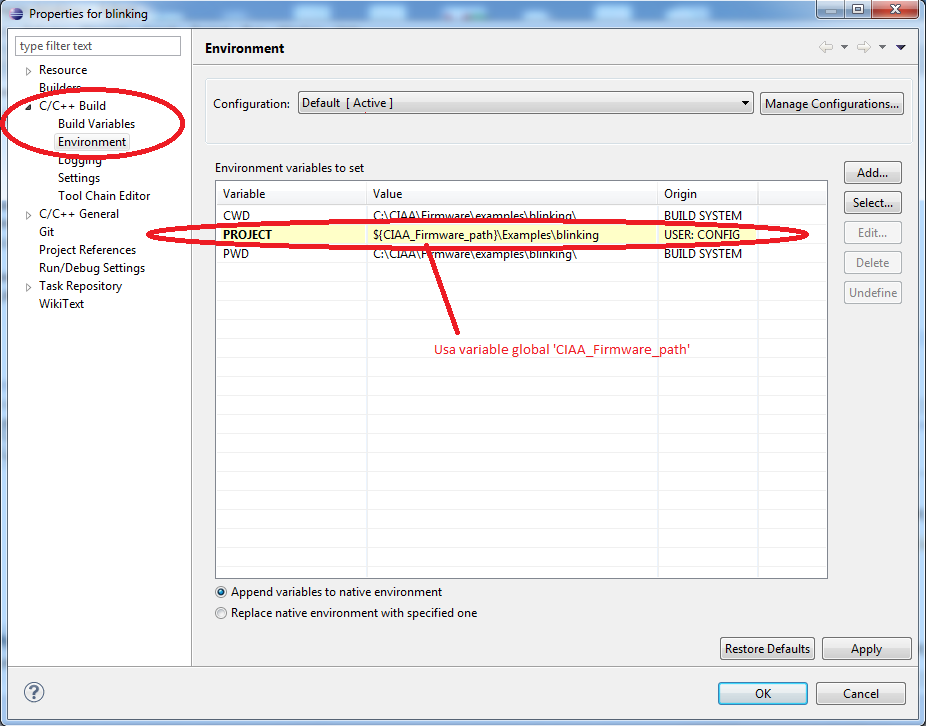 Properties for blinking
type filter text
Resource
Builders
C/C++ Build
Build Variables
Environment
Logging
Settings
Tool Chain Editor
C/C++ General
Git
Project References
Run/Debug Settings
Task Repository
WikiText
Environment
Configuration: Default [ Active ] Manage Configurations...
Environment variables to set
Variable Value Origin
CWD C:\CIAA\Firmware\examples\blinking\ BUILD SYSTEM
PROJECT ${CIAA_Firmware_path}\Examples\blinking USER: CONFIG
PWD C:\CIAA\Firmware\examples\blinking\ BUILD SYSTEM
Usa variable global 'CIAA_Firmware_path'
Add...
Select...
Edit...
Delete
Undefine
Append variables to native environment
Replace native environment with specified one
Restore Defaults Apply
? OK Cancel